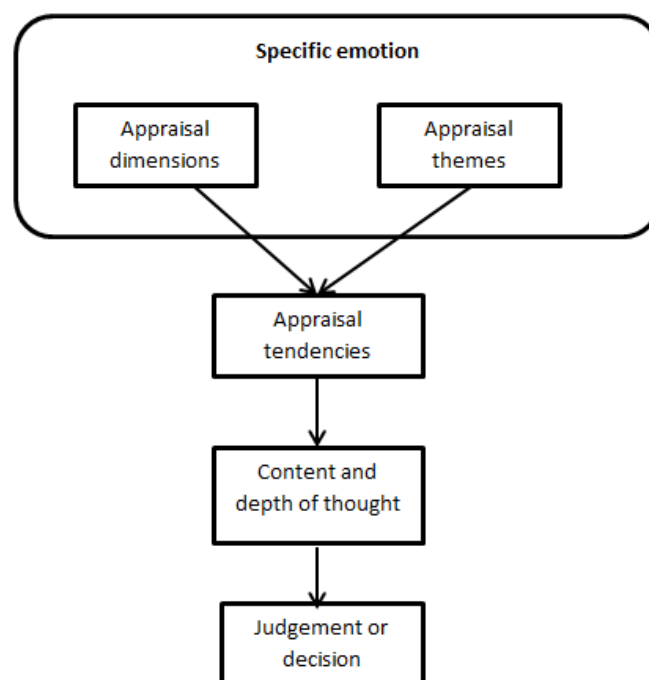 Specific emotion
Appraisal
dimensions
Appraisal
themes
Appraisal
tendencies
Content and
depth of thought
Judgement or
decision